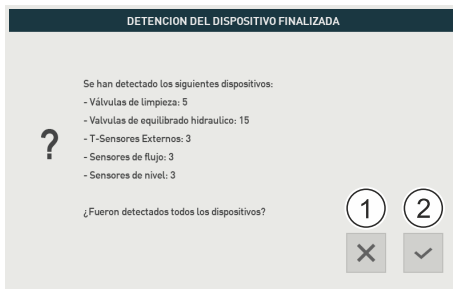 DETENCION DEL DISPOSITIVO FINALIZADA
Se han detectado los siguientes dispositivos:
- Válvulas de limpieza: 5
- Valvulas de equilibrado hidraulico: 15
- T-Sensores Externos: 3
- Sensores de flujo: 3
- Sensores de nivel: 3
?
¿Fueron detectados todos los dispositivos?
1 2